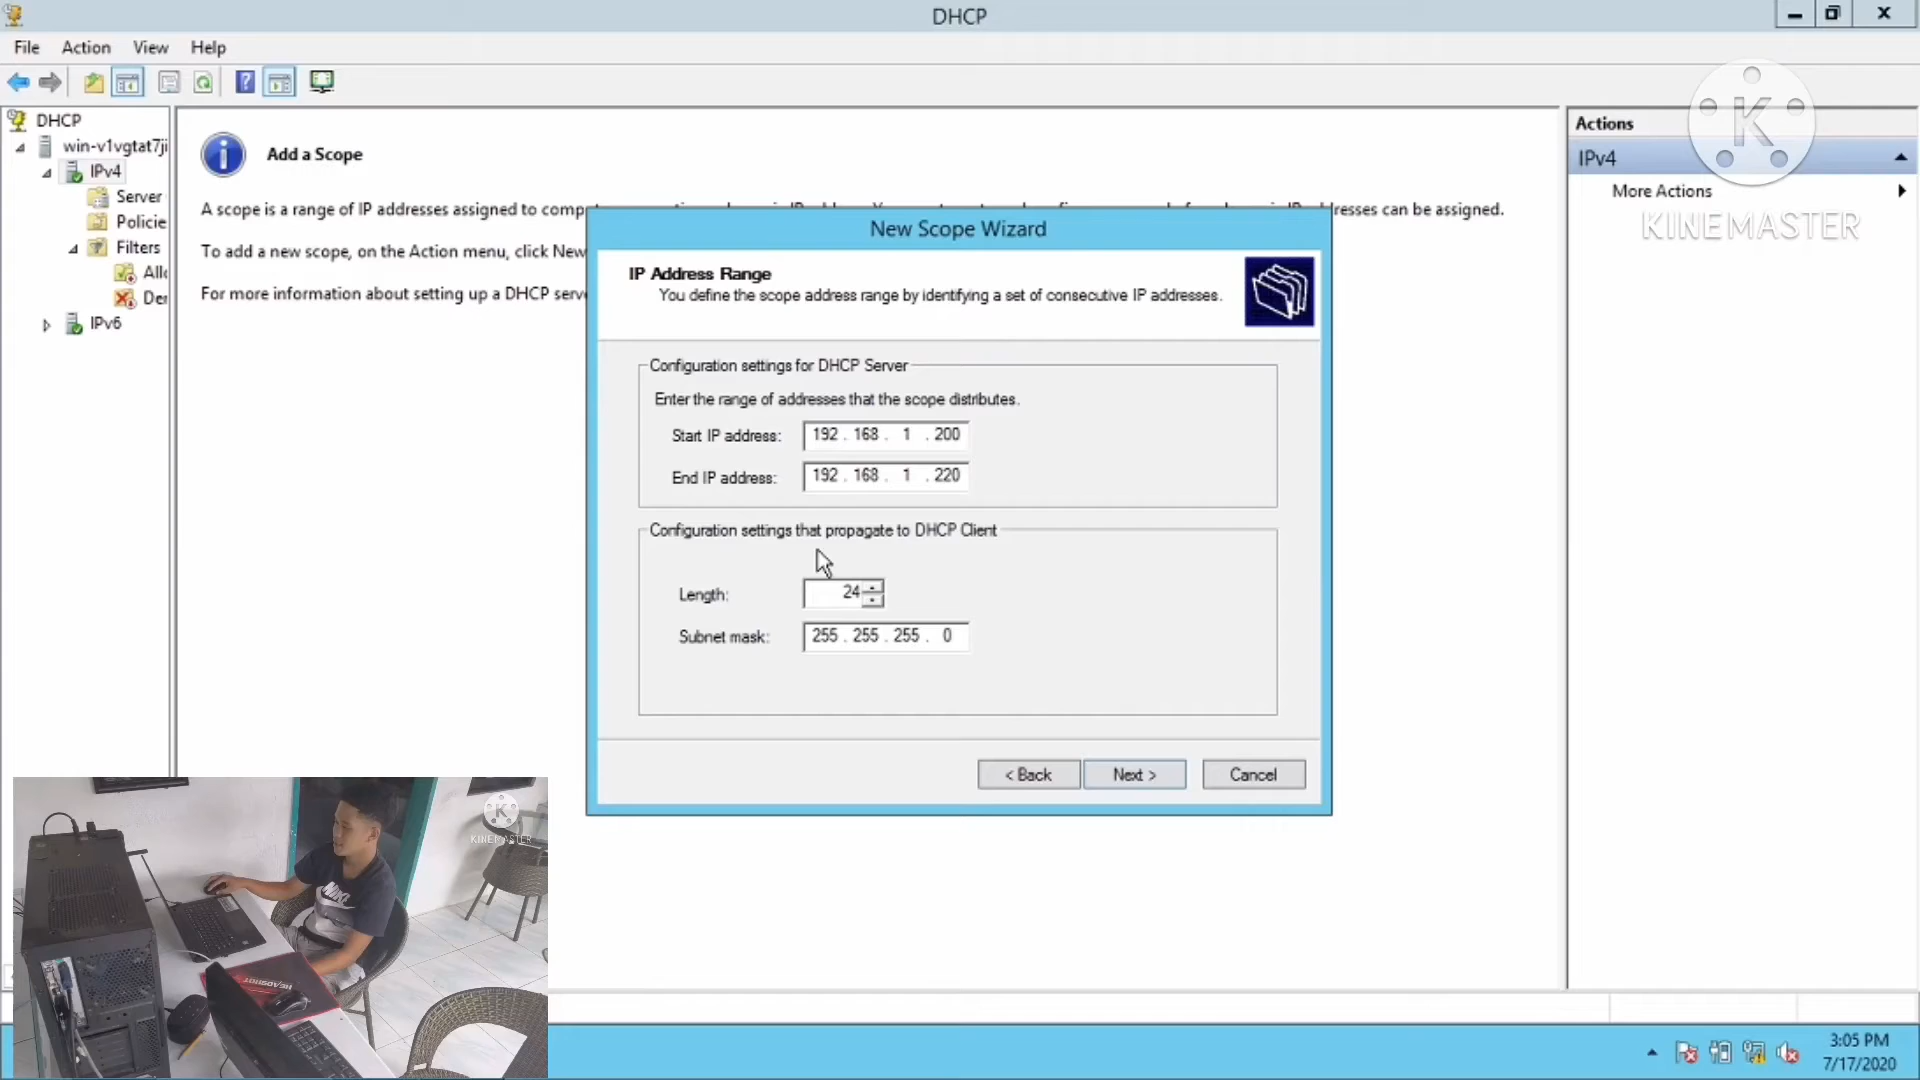 DHCP
File Action View Help
DHCP
win-v1vgtat7ji
IPv4
Server
Policie
Filters
Allo
Der
IPv6
Add a Scope
A scope is a range of IP addresses assigned to comp
resses can be assigned.
To add a new scope, on the Action menu, click New
For more information about setting up a DHCP serve
New Scope Wizard
IP Address Range
You define the scope address range by identifying a set of consecutive IP addresses.
Configuration settings for DHCP Server
Enter the range of addresses that the scope distributes.
Start IP address: 192 . 168 . 1 . 200
End IP address: 192 . 168 . 1 . 220
Configuration settings that propagate to DHCP Client
Length: 24
Subnet mask: 255 . 255 . 255 . 0
< Back Next > Cancel
Actions
IPv4
More Actions
K
KINEMASTER
K
KINEMASTER
NIKE
HEADSHOT
3:05 PM
7/17/2020